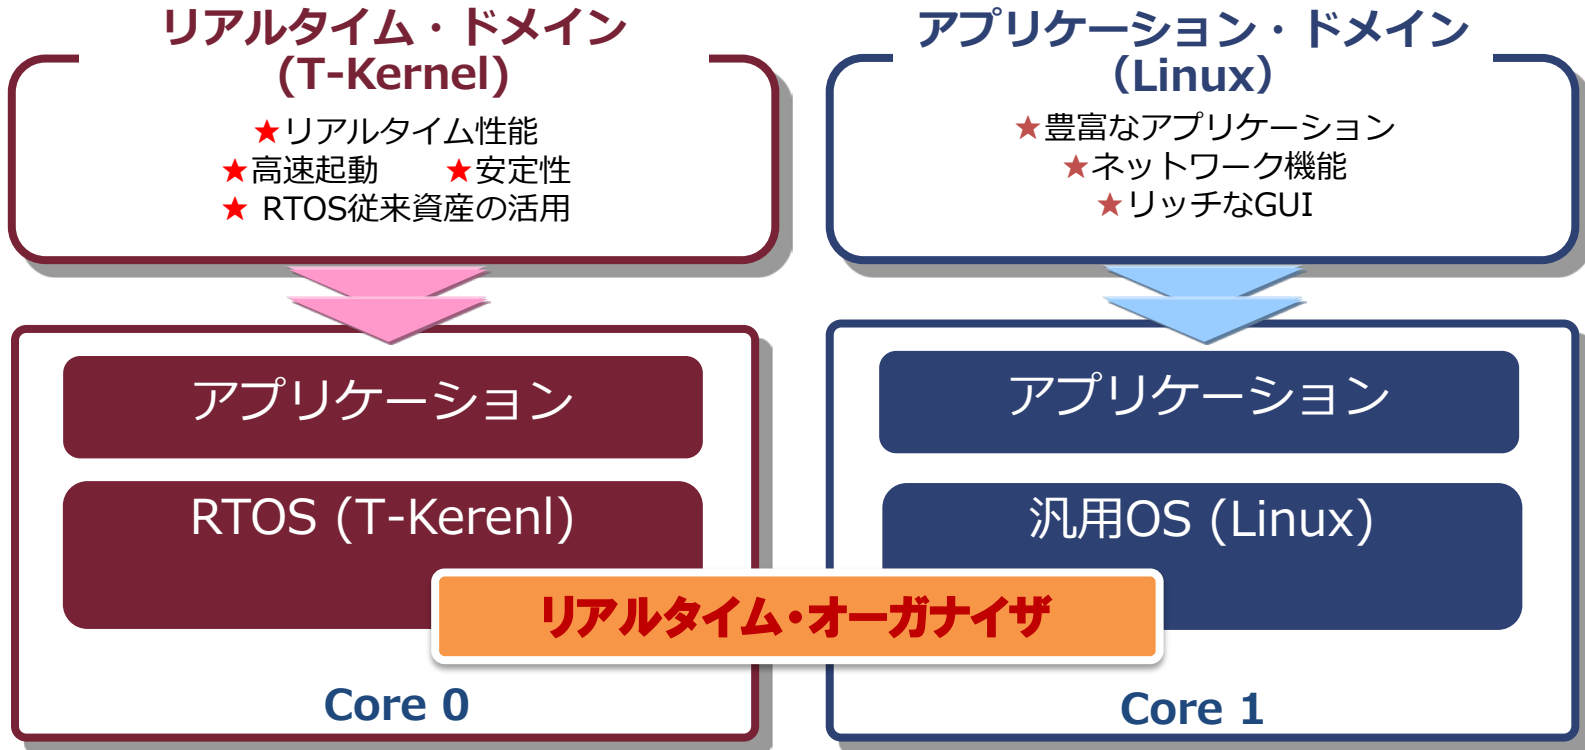 リアルタイム・ドメイン
(T-Kernel)
★リアルタイム性能
★高速起動 ★安定性
★ RTOS従来資産の活用
アプリケーション・ドメイン
（Linux）
★豊富なアプリケーション
★ネットワーク機能
★リッチなGUI
アプリケーション
RTOS (T-Kerenl)
アプリケーション
汎用OS (Linux)
リアルタイム・オーガナイザ
Core 0
Core 1